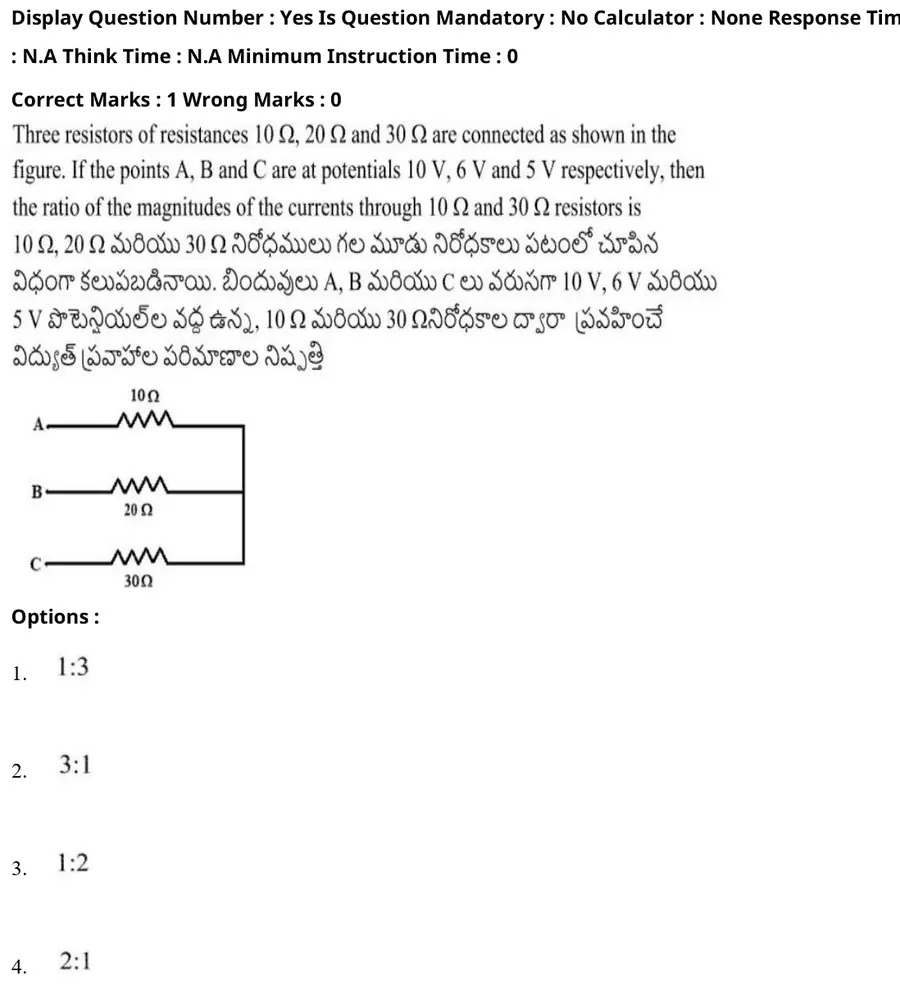 Display Question Number : Yes Is Question Mandatory : No Calculator : None Response Tim
: N.A Think Time : N.A Minimum Instruction Time : 0
Correct Marks : 1 Wrong Marks : 0
Three resistors of resistances 10 Ω, 20 Ω and 30 Ω are connected as shown in the
figure. If the points A, B and C are at potentials 10 V, 6 V and 5 V respectively, then
the ratio of the magnitudes of the currents through 10 Ω and 30 Ω resistors is
10 Ω, 20 Ω మరియు 30 Ω నిరోధములు గల మూడు నిరోధకాలు పటంలో చూపిన
విధంగా కలుపబడినాయి. బిందువులు A, B మరియు C లు వరుసగా 10 V, 6 V మరియు
5 V పొటెన్షియల్‌ల వద్ద ఉన్న, 10 Ω మరియు 30 Ωనిరోధకాల ద్వారా ప్రవహించే
విద్యుత్ ప్రవాహాల పరిమాణాల నిష్పత్తి
10Ω
A
B
20 Ω
C
30Ω
Options :
1. 1:3
2. 3:1
3. 1:2
4. 2:1